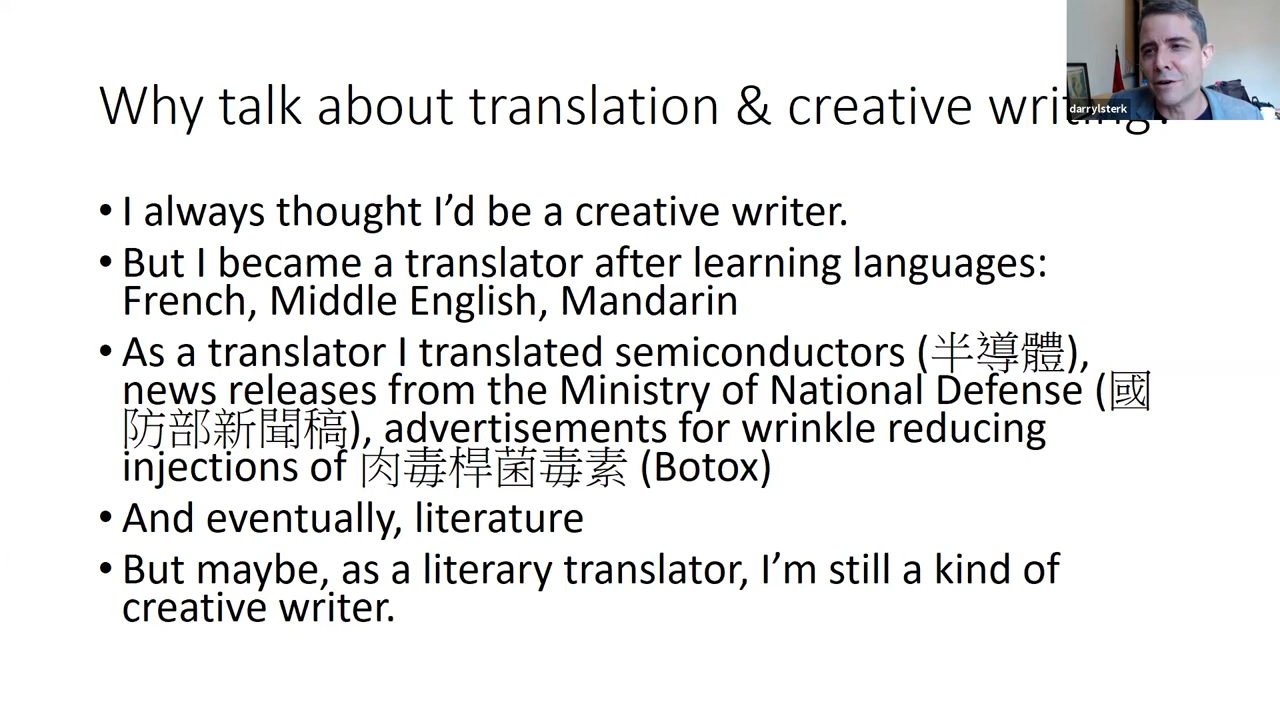 Why talk about translation & creative writing?
darrylsterk
• I always thought I’d be a creative writer.
• But I became a translator after learning languages:
French, Middle English, Mandarin
• As a translator I translated semiconductors (半導體),
news releases from the Ministry of National Defense (國
防部新聞稿), advertisements for wrinkle reducing
injections of 肉毒桿菌毒素 (Botox)
• And eventually, literature
• But maybe, as a literary translator, I’m still a kind of
creative writer.